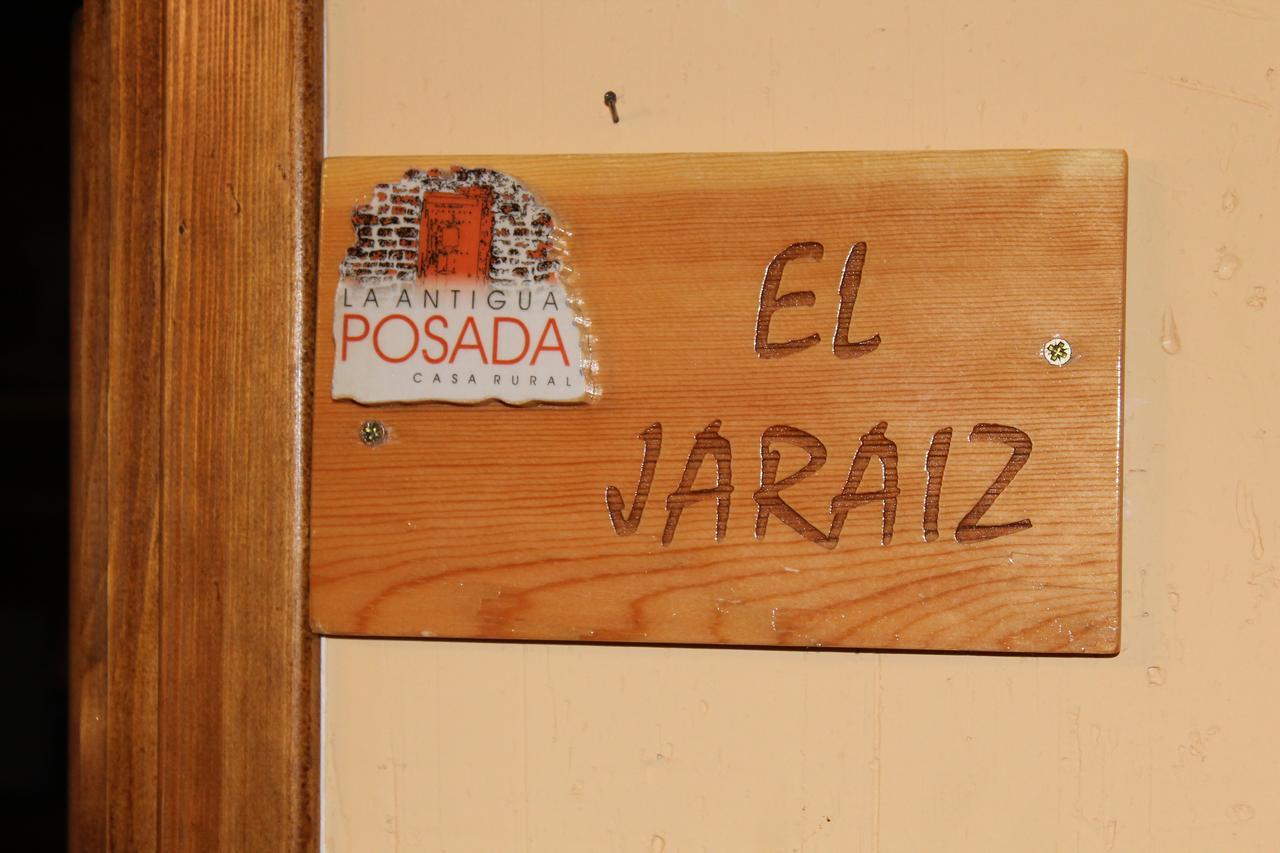 LA ANTIGUA
POSADA
CASA RURAL
EL
JARAIZ